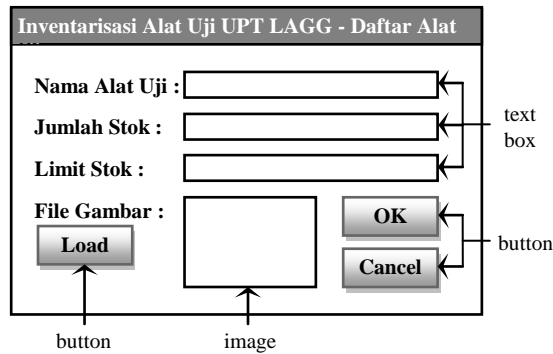 Inventarisasi Alat Uji UPT LAGG - Daftar Alat
Nama Alat Uji :
Jumlah Stok :
text
box
Limit Stok :
File Gambar :
OK
Load
button
Cancel
button
image